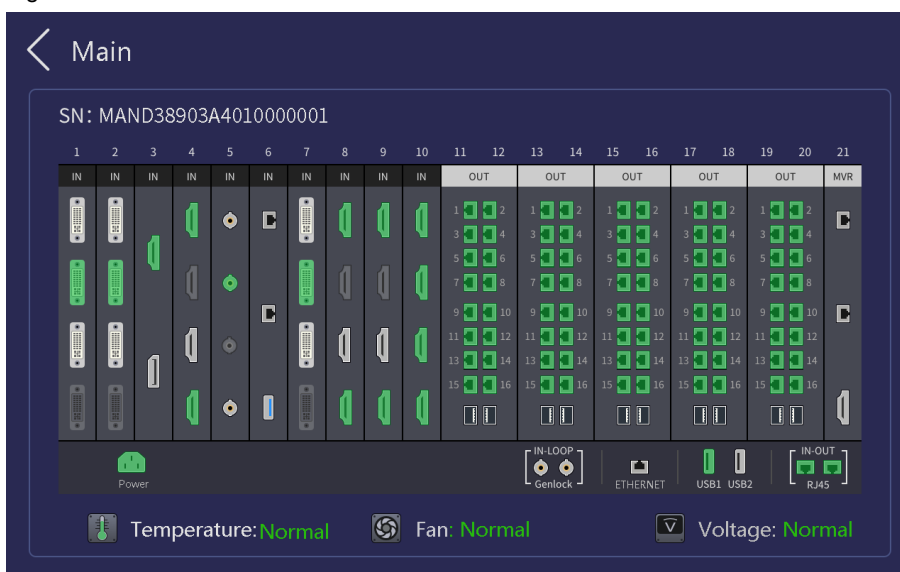 Main
SN: MAND38903A4010000001
1 2 3 4 5 6 7 8 9 10 11 12 13 14 15 16 17 18 19 20 21
IN IN IN IN IN IN IN IN IN IN OUT OUT OUT OUT OUT MVR
1 2 1 2 1 2 1 2 1 2
3 4 3 4 3 4 3 4 3 4
5 6 5 6 5 6 5 6 5 6
7 8 7 8 7 8 7 8 7 8
9 10 9 10 9 10 9 10 9 10
11 12 11 12 11 12 11 12 11 12
13 14 13 14 13 14 13 14 13 14
15 16 15 16 15 16 15 16 15 16
IN-LOOP IN-OUT
Power Genlock ETHERNET USB1 USB2 RJ45
Temperature: Normal Fan: Normal V Voltage: Normal